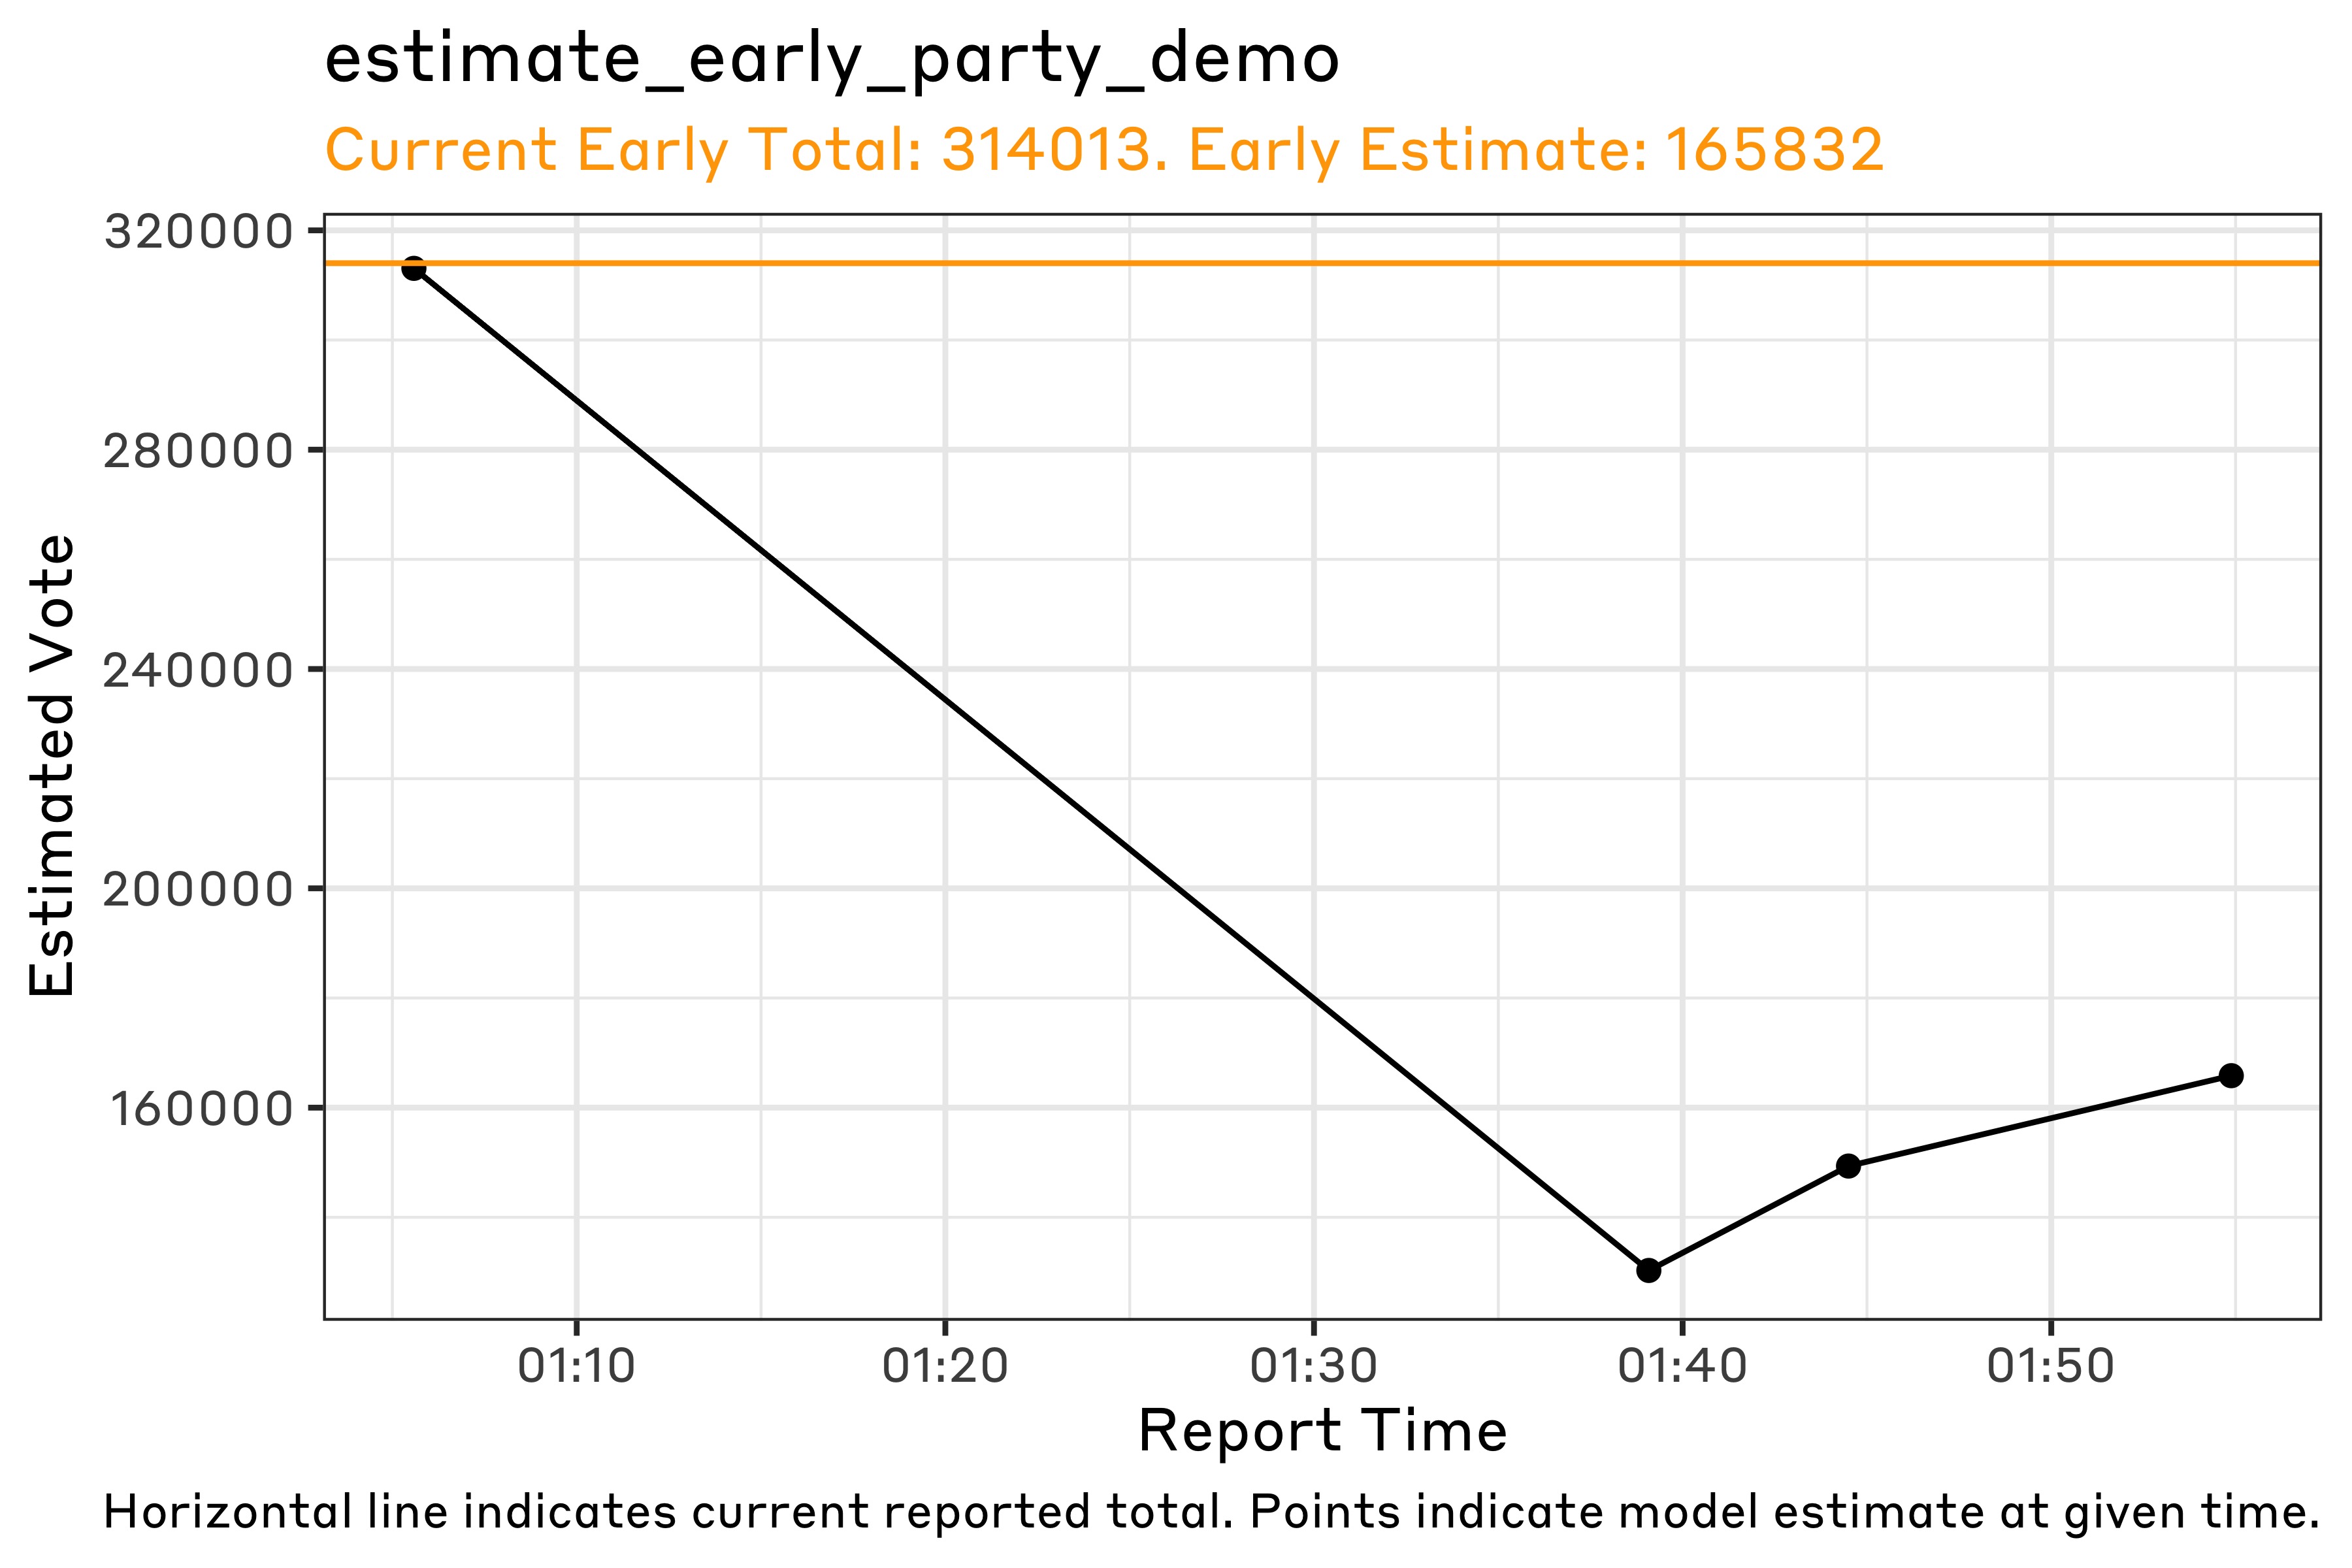 estimate_early_party_demo
Current Early Total: 314013. Early Estimate: 165832
320000
280000
240000
200000
160000
Estimated Vote
01:10 01:20 01:30 01:40 01:50
Report Time
Horizontal line indicates current reported total. Points indicate model estimate at given time.